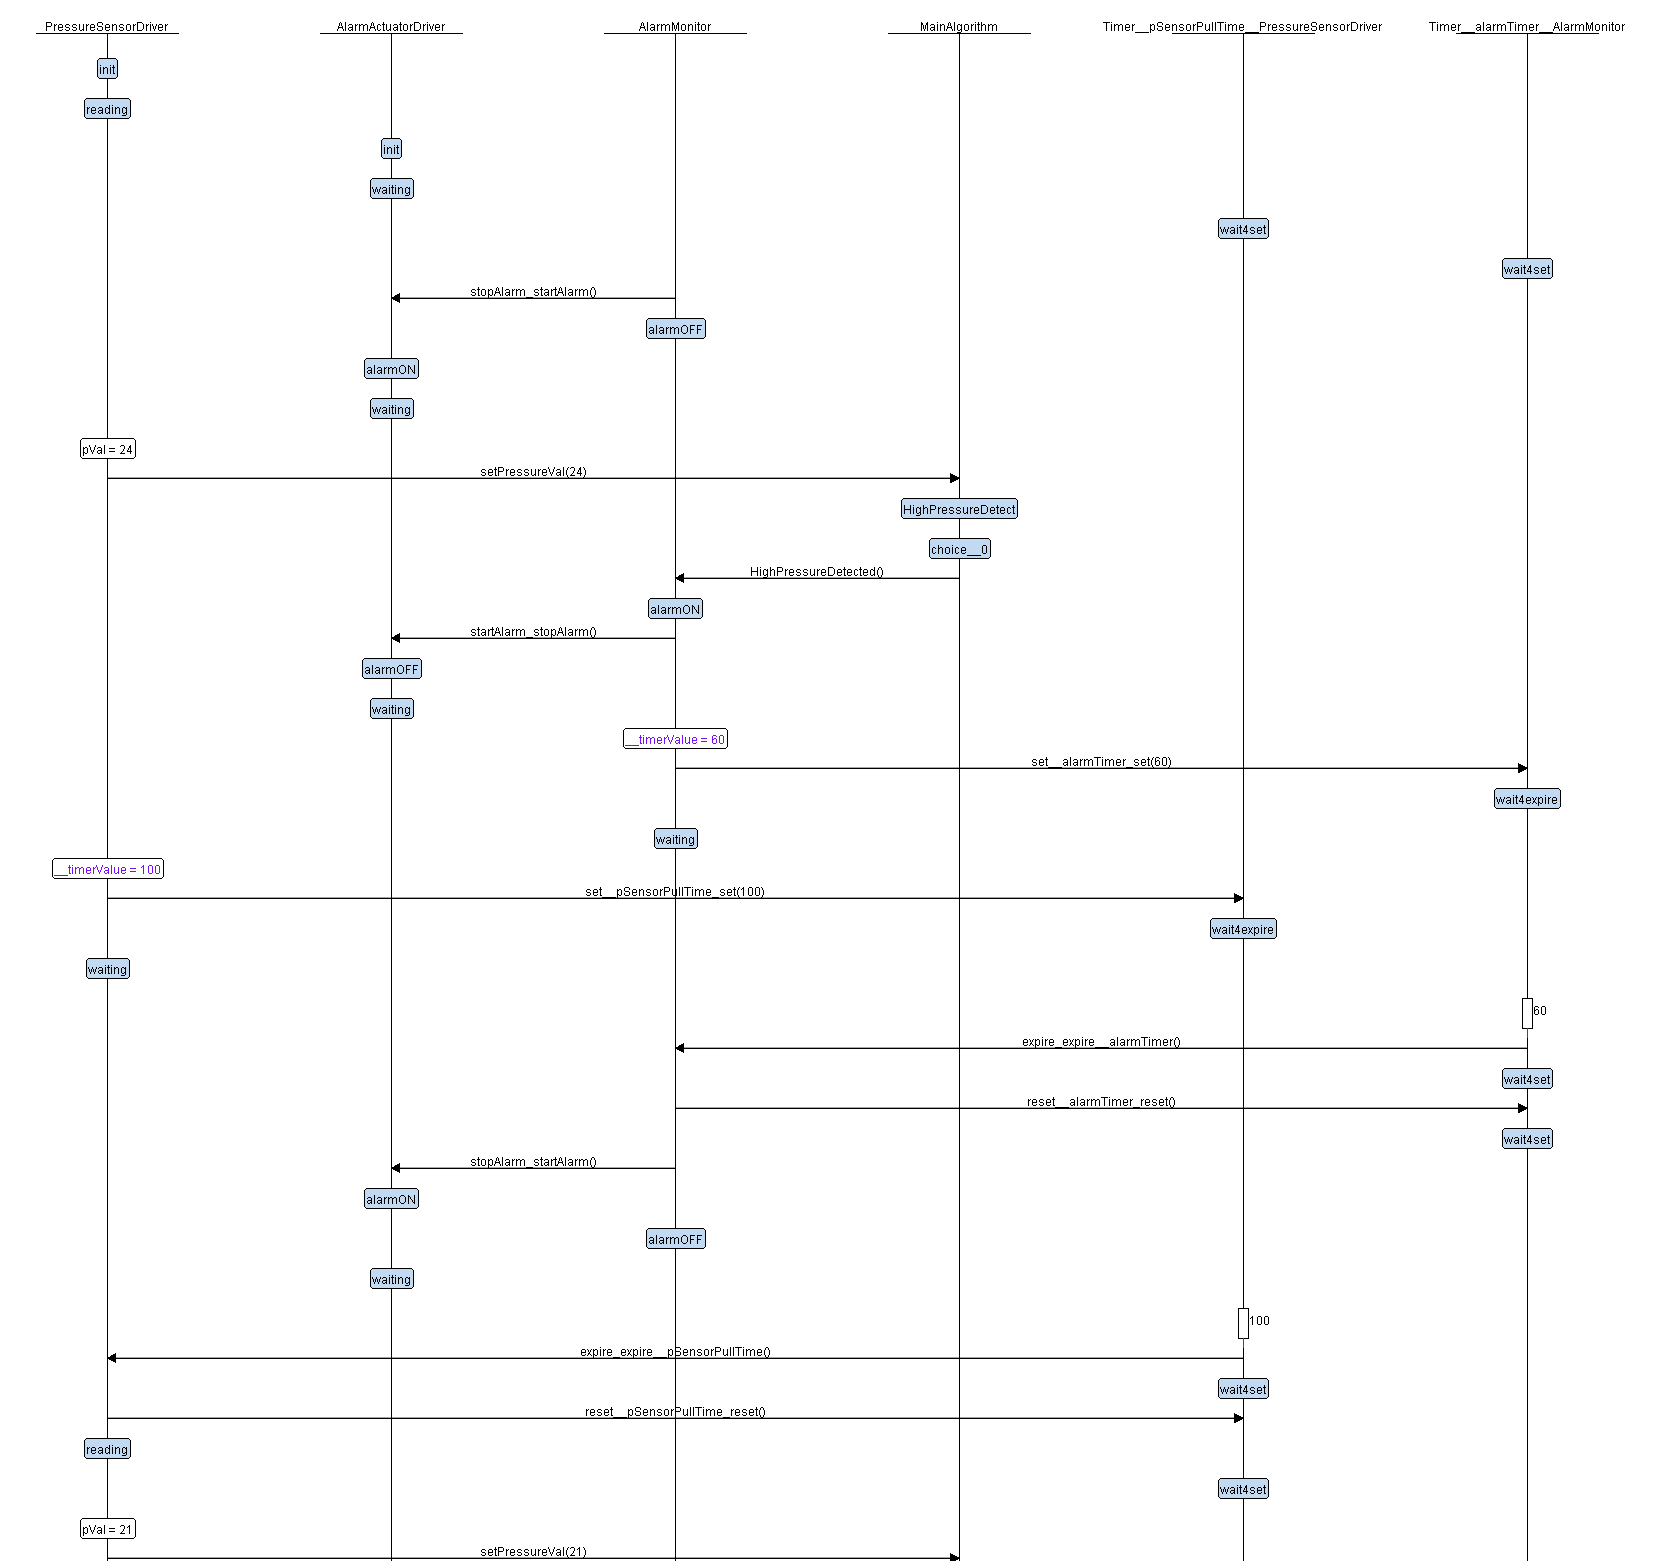 PressureSensorDriver
AlarmActuatorDriver
AlarmMonitor
MainAlgorithm
Timer__pSensorPullTime__PressureSensorDriver
Timer__alarmTimer__AlarmMonitor
init
reading
init
waiting
wait4set
wait4set
stopAlarm_startAlarm()
alarmOFF
alarmON
waiting
pVal = 24
setPressureVal(24)
HighPressureDetect
choice__0
HighPressureDetected()
alarmON
startAlarm_stopAlarm()
alarmOFF
waiting
__timerValue = 60
set__alarmTimer_set(60)
wait4expire
waiting
__timerValue = 100
set__pSensorPullTime_set(100)
wait4expire
waiting
60
expire_expire__alarmTimer()
wait4set
reset__alarmTimer_reset()
wait4set
stopAlarm_startAlarm()
alarmON
alarmOFF
waiting
100
expire_expire__pSensorPullTime()
wait4set
reset__pSensorPullTime_reset()
reading
wait4set
pVal = 21
setPressureVal(21)